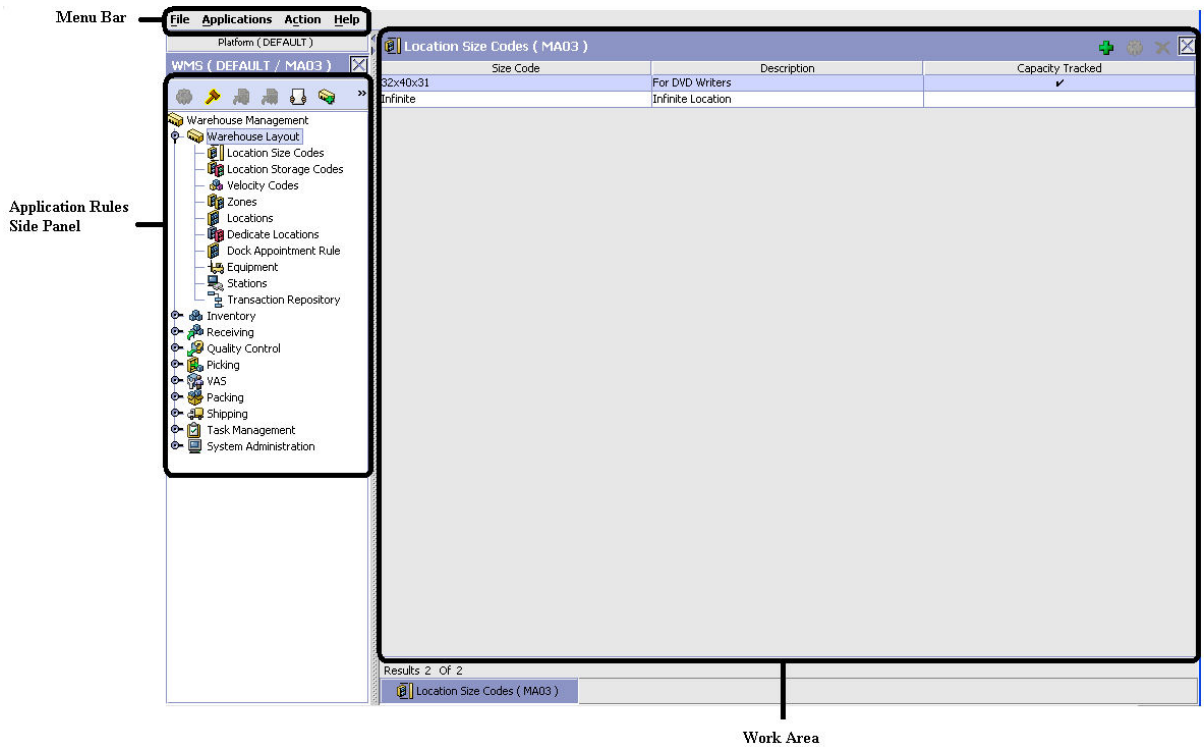 Menu Bar
File Applications Action Help
Platform ( DEFAULT )
WMS ( DEFAULT / MA03 )
»
Application Rules
Side Panel
Warehouse Management
Warehouse Layout
Location Size Codes
Location Storage Codes
Velocity Codes
Zones
Locations
Dedicate Locations
Dock Appointment Rule
Equipment
Stations
Transaction Repository
Inventory
Receiving
Quality Control
Picking
VAS
Packing
Shipping
Task Management
System Administration
Location Size Codes ( MA03 )
Size Code Description Capacity Tracked
32x40x31 For DVD Writers ✔
Infinite Infinite Location
Results 2 Of 2
Location Size Codes ( MA03 )
Work Area